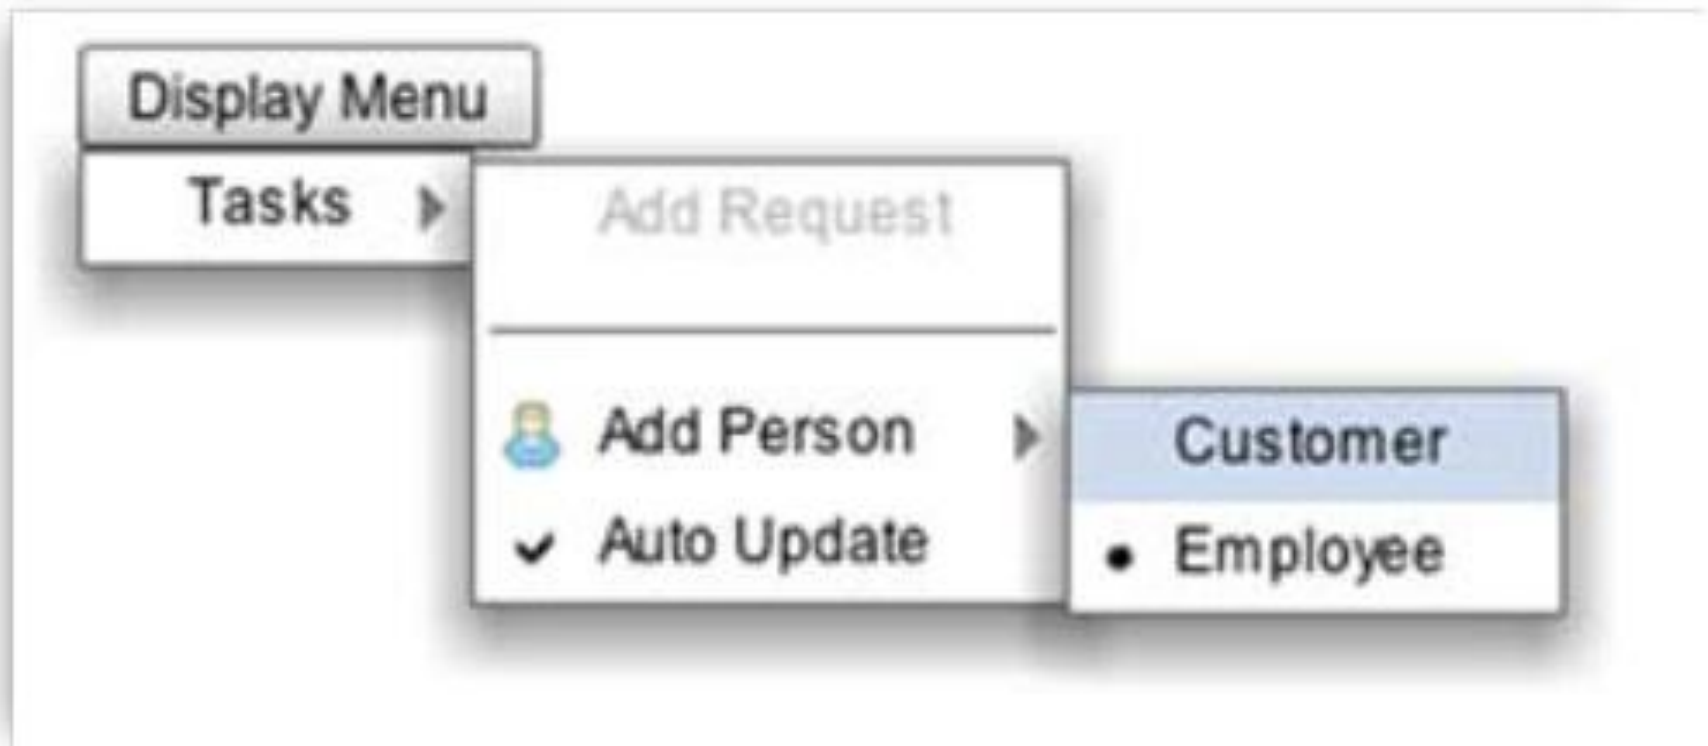 Display Menu
Tasks
Add Request
Add Person
Auto Update
Customer
Employee